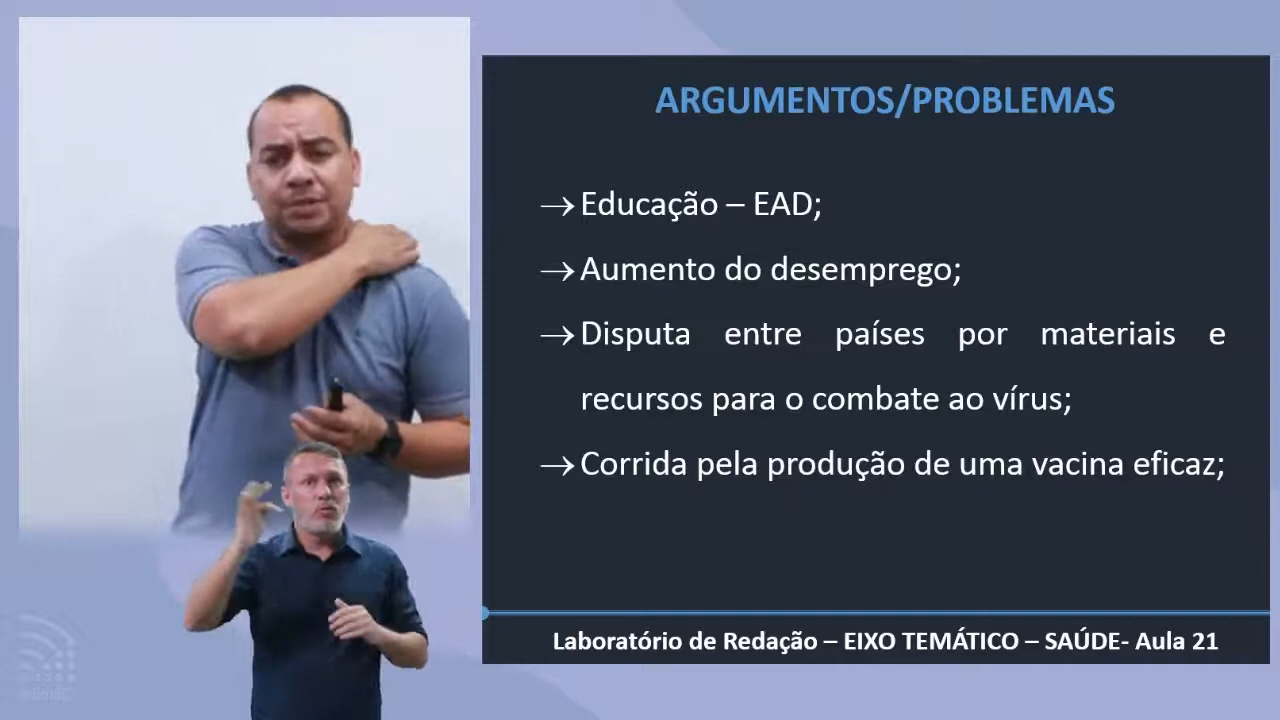 ARGUMENTOS/PROBLEMAS
→Educação – EAD;
→Aumento do desemprego;
→Disputa entre países por materiais e
recursos para o combate ao vírus;
→Corrida pela produção de uma vacina eficaz;
Laboratório de Redação – EIXO TEMÁTICO – SAÚDE- Aula 21